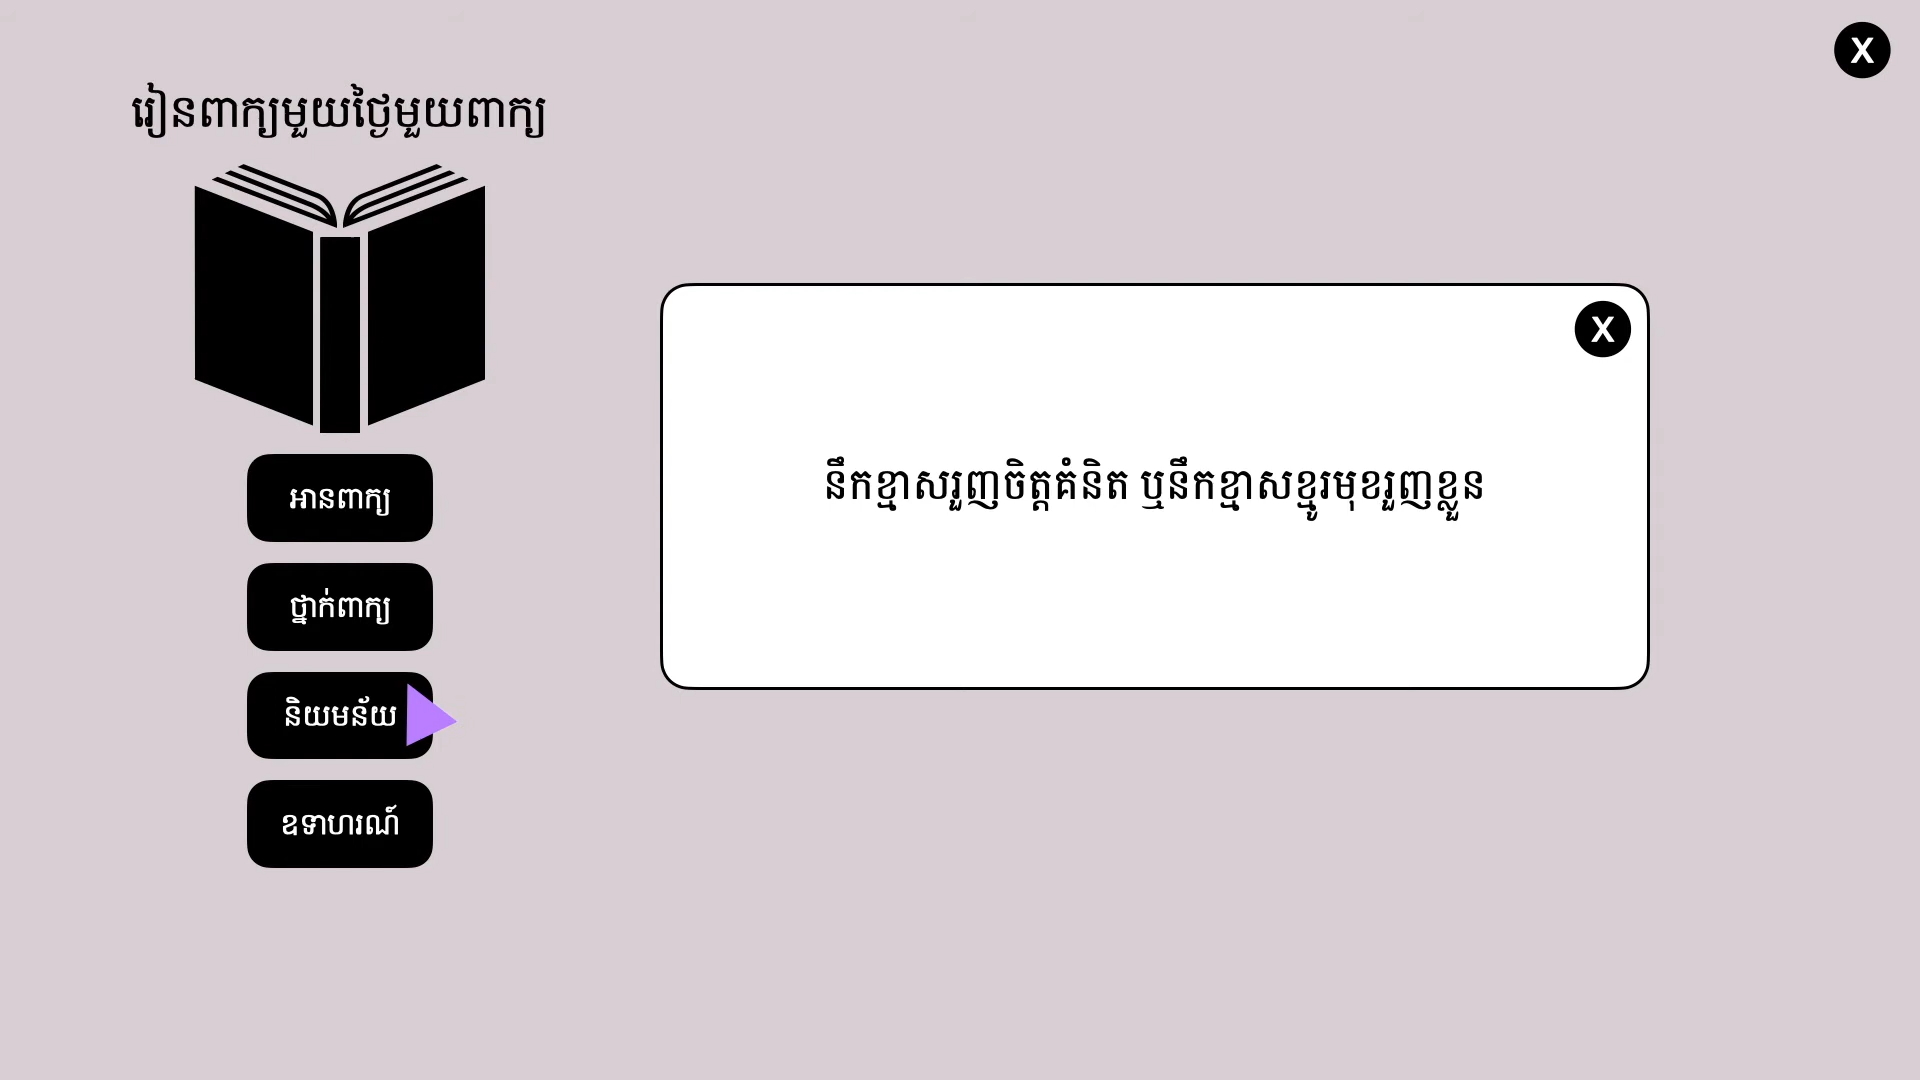 X
រៀនពាក្យមួយថ្ងៃមួយពាក្យ
X
នឹកខ្មាសរួញចិត្តគំនិត ឬនឹកខ្មាសខ្មូរមុខរួញខ្លួន
អានពាក្យ
ថ្នាក់ពាក្យ
និយមន័យ
ឧទាហរណ៍